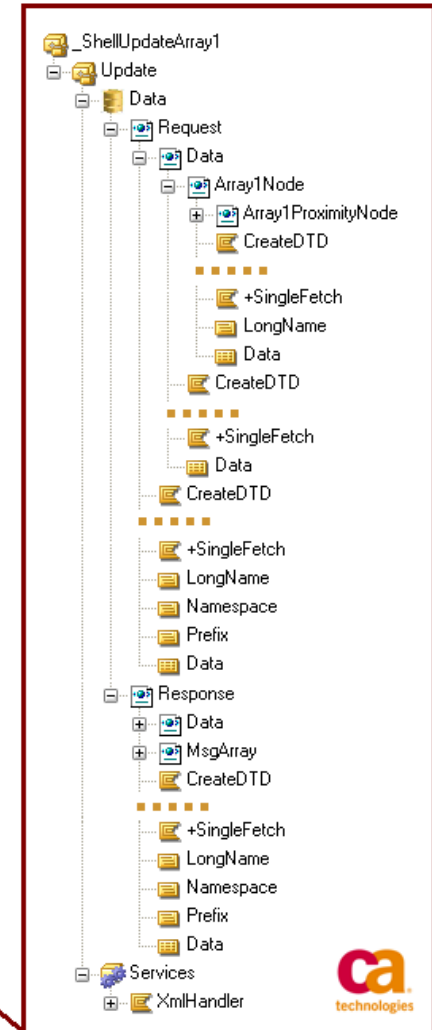 _ShellUpdateArray1
Update
Data
Request
Data
Array1Node
Array1ProximityNode
CreateDTD
+SingleFetch
LongName
Data
CreateDTD
+SingleFetch
Data
CreateDTD
+SingleFetch
LongName
Namespace
Prefix
Data
Response
Data
MsgArray
CreateDTD
+SingleFetch
LongName
Namespace
Prefix
Data
Services
XmlHandler
ca
technologies